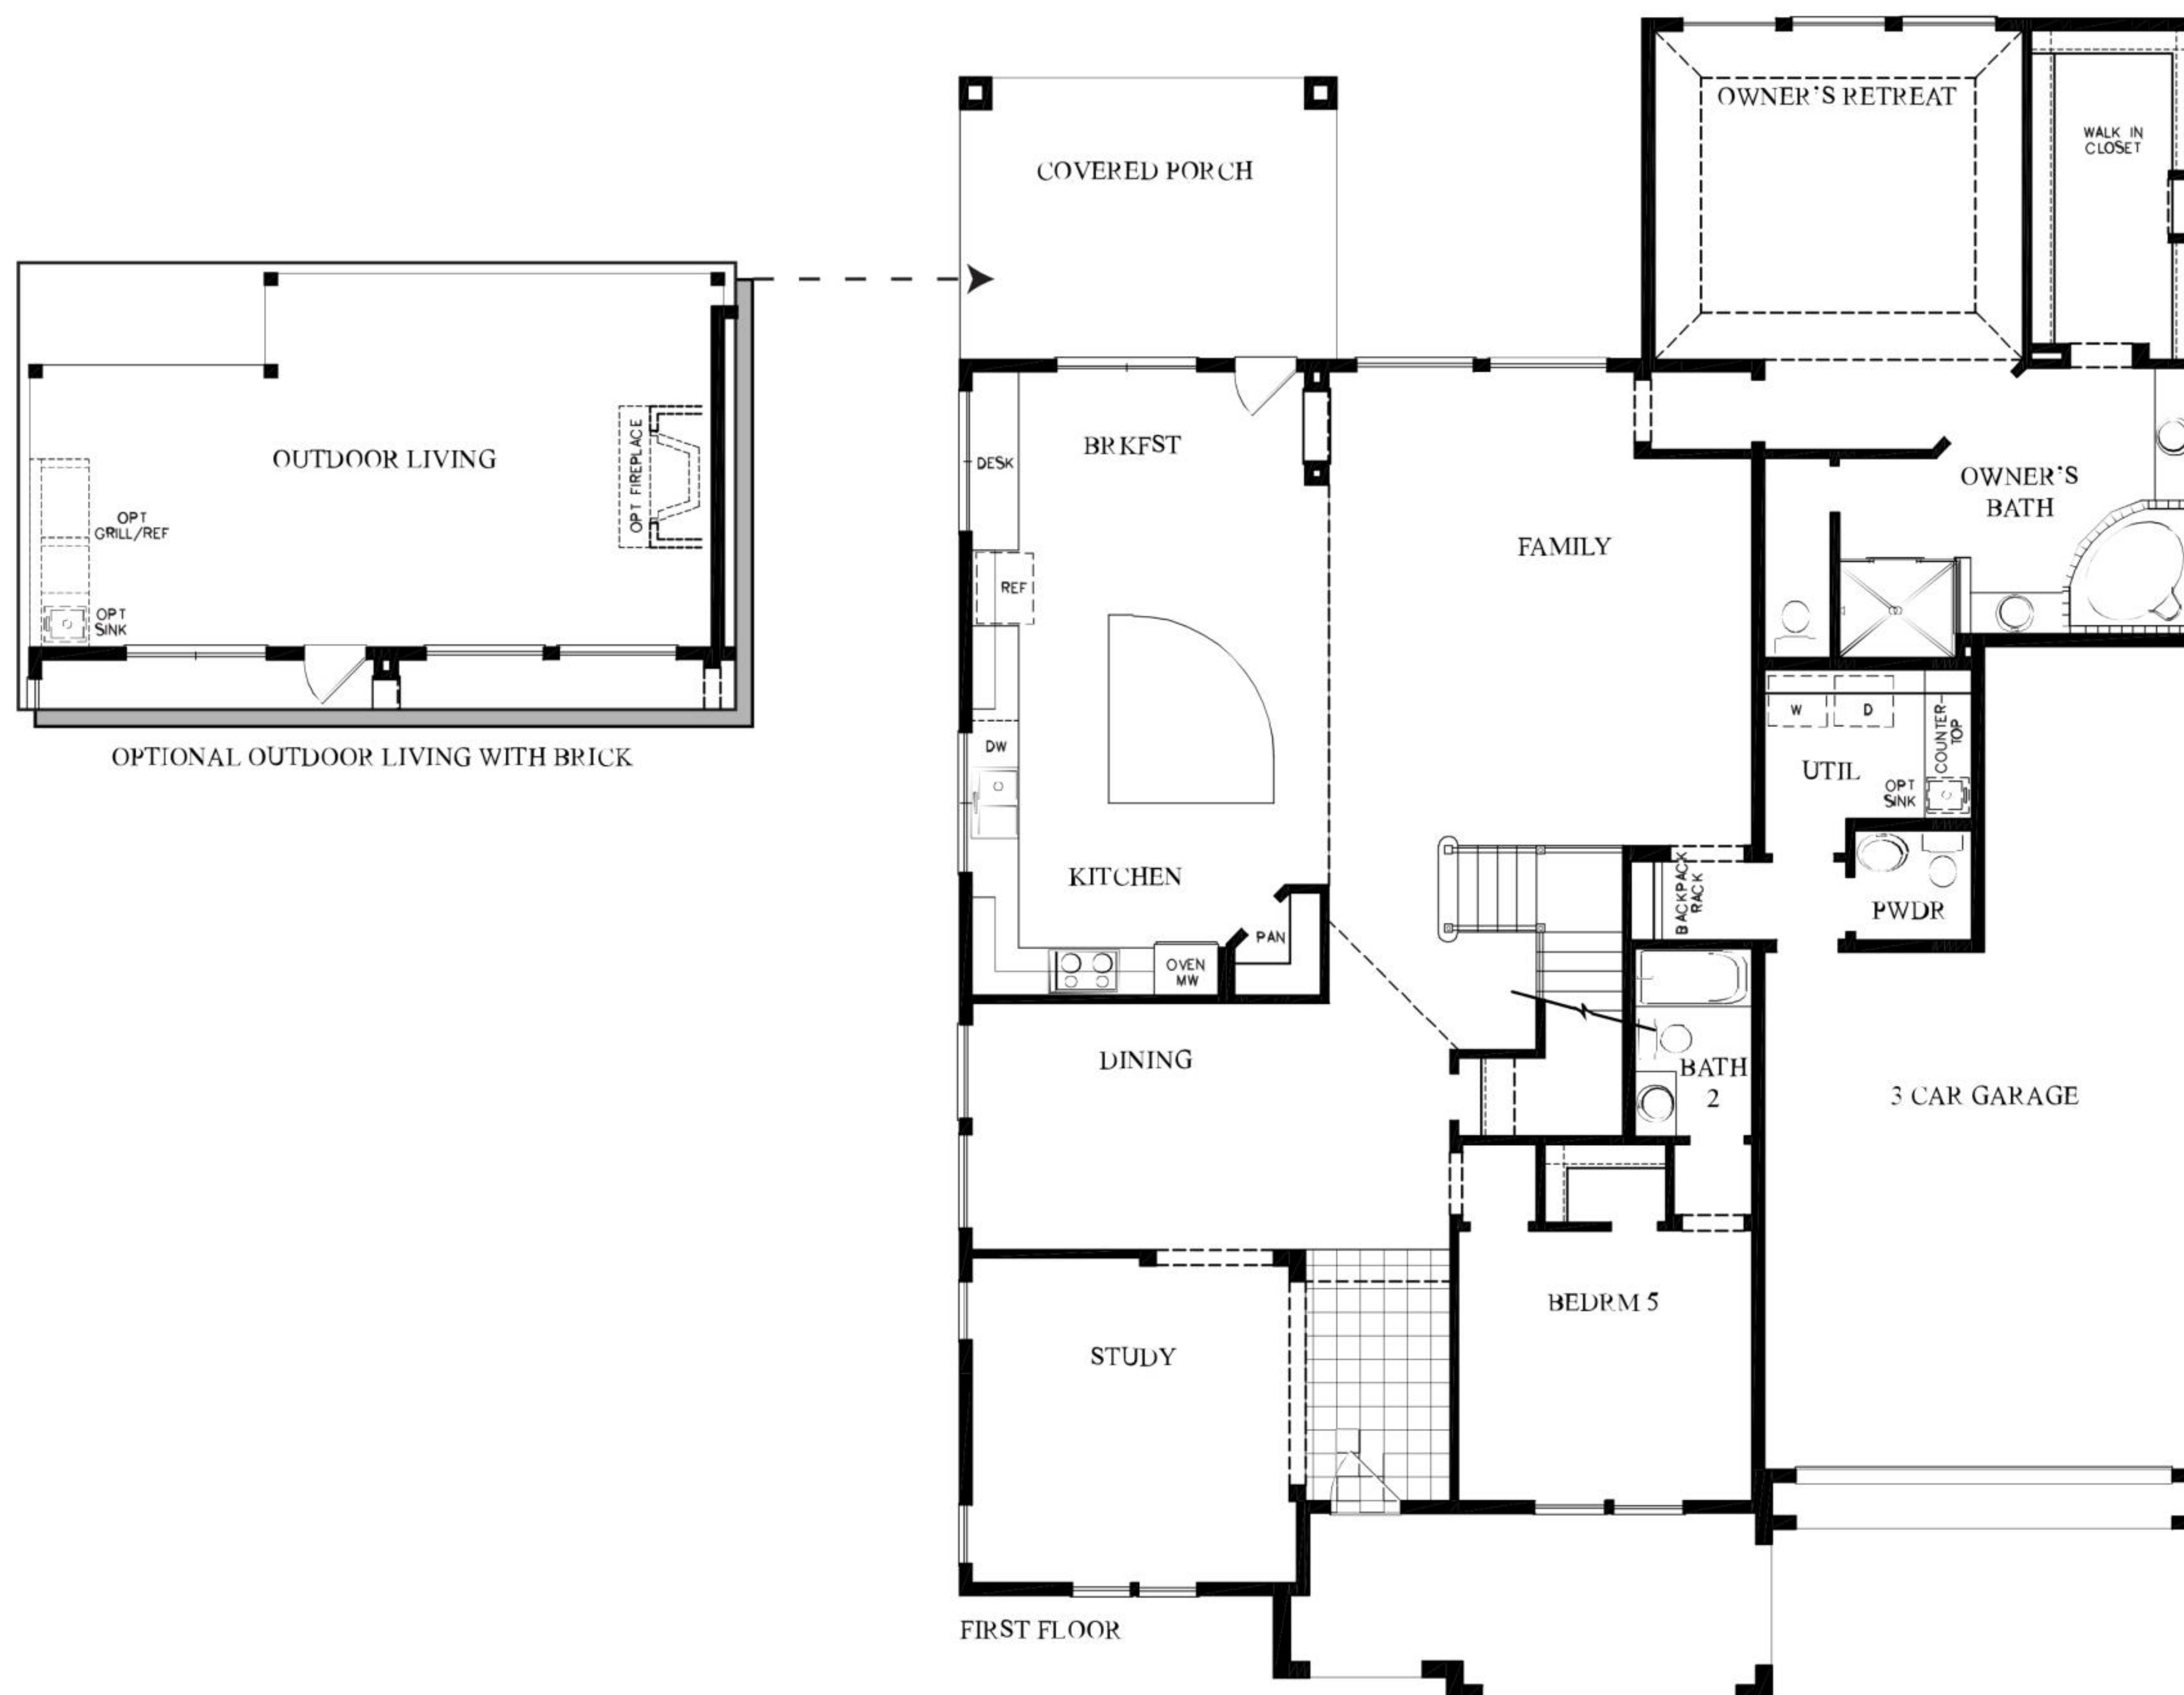 OWNER'S RETREAT
WALK IN
CLOSET
COVERED PORCH
OUTDOOR LIVING
OPT FIREPLACE
OPT
GRILL/REF
OPT
SINK
OPTIONAL OUTDOOR LIVING WITH BRICK
BRKFST
DESK
REF
FAMILY
OWNER'S
BATH
DW
KITCHEN
PAN
OVEN
MW
W
D
COUNTER-
TOP
UTIL
OPT
SINK
BACKPACK
RACK
PWDR
DINING
BATH
2
3 CAR GARAGE
STUDY
BEDRM 5
FIRST FLOOR